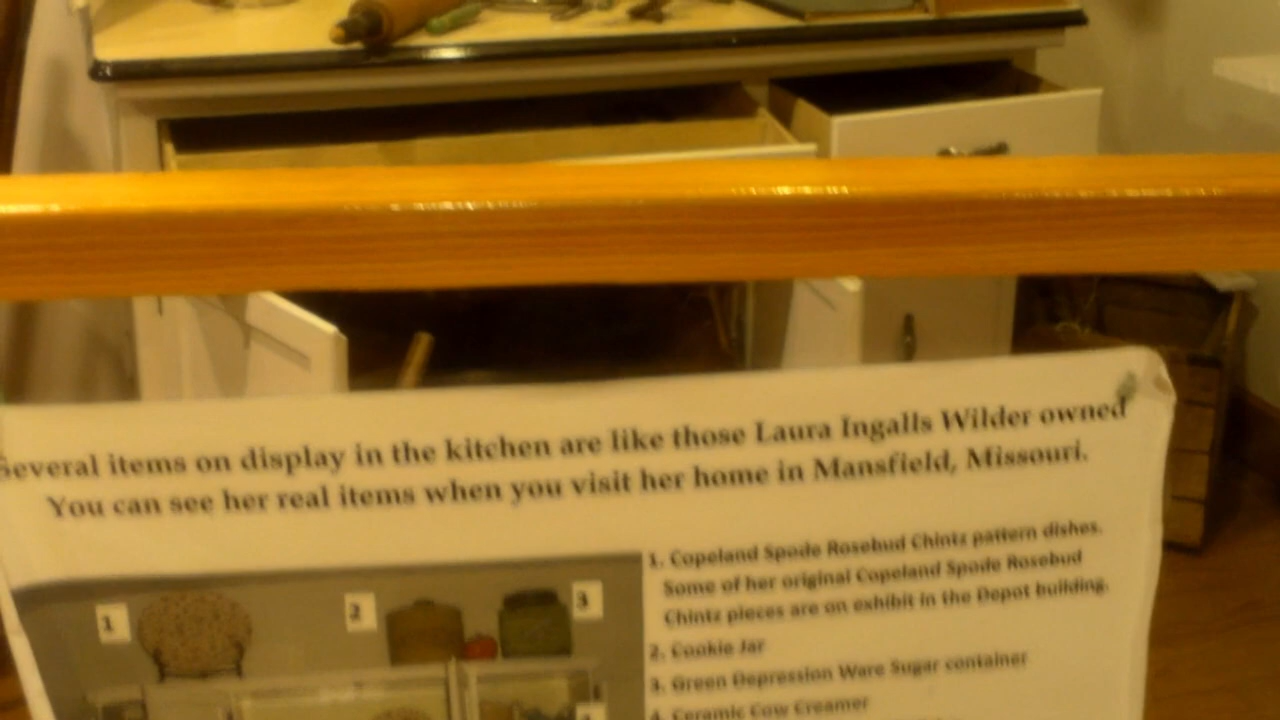 Several items on display in the kitchen are like those Laura Ingalls Wilder owned
You can see her real items when you visit her home in Mansfield, Missouri.
1. Copeland Spode Rosebud Chintz pattern dishes.
Some of her original Copeland Spode Rosebud
Chintz pieces are on exhibit in the Depot building.
2. Cookie Jar
3. Green Depression Ware Sugar container
4. Ceramic Cow Creamer
1
2
3